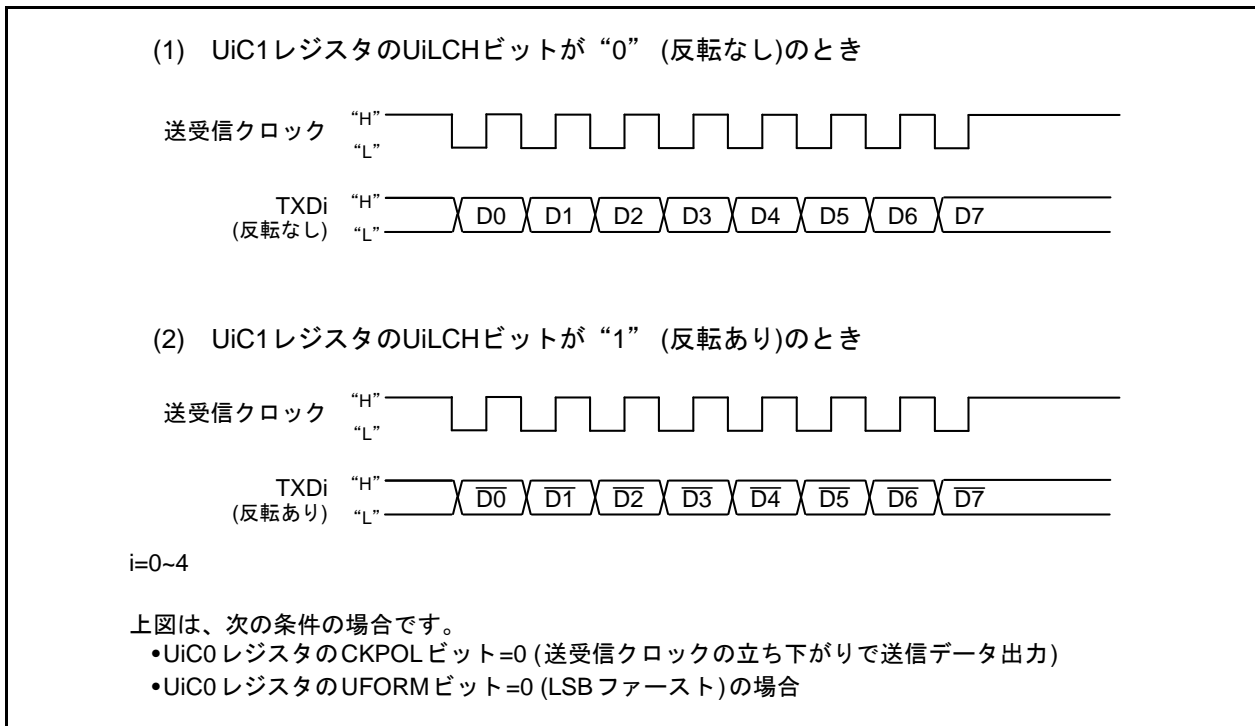 (1) UiC1レジスタのUiLCHビットが“0” (反転なし)のとき
送受信クロック “H”
“L”
TXDi “H”
(反転なし) “L”
D0 D1 D2 D3 D4 D5 D6 D7
(2) UiC1レジスタのUiLCHビットが“1” (反転あり)のとき
送受信クロック “H”
“L”
TXDi “H”
(反転あり) “L”
D̅0̅ D̅1̅ D̅2̅ D̅3̅ D̅4̅ D̅5̅ D̅6̅ D̅7̅
i=0~4
上図は、次の条件の場合です。
•UiC0レジスタのCKPOLビット=0 (送受信クロックの立ち下がりで送信データ出力)
•UiC0レジスタのUFORMビット=0 (LSBファースト)の場合